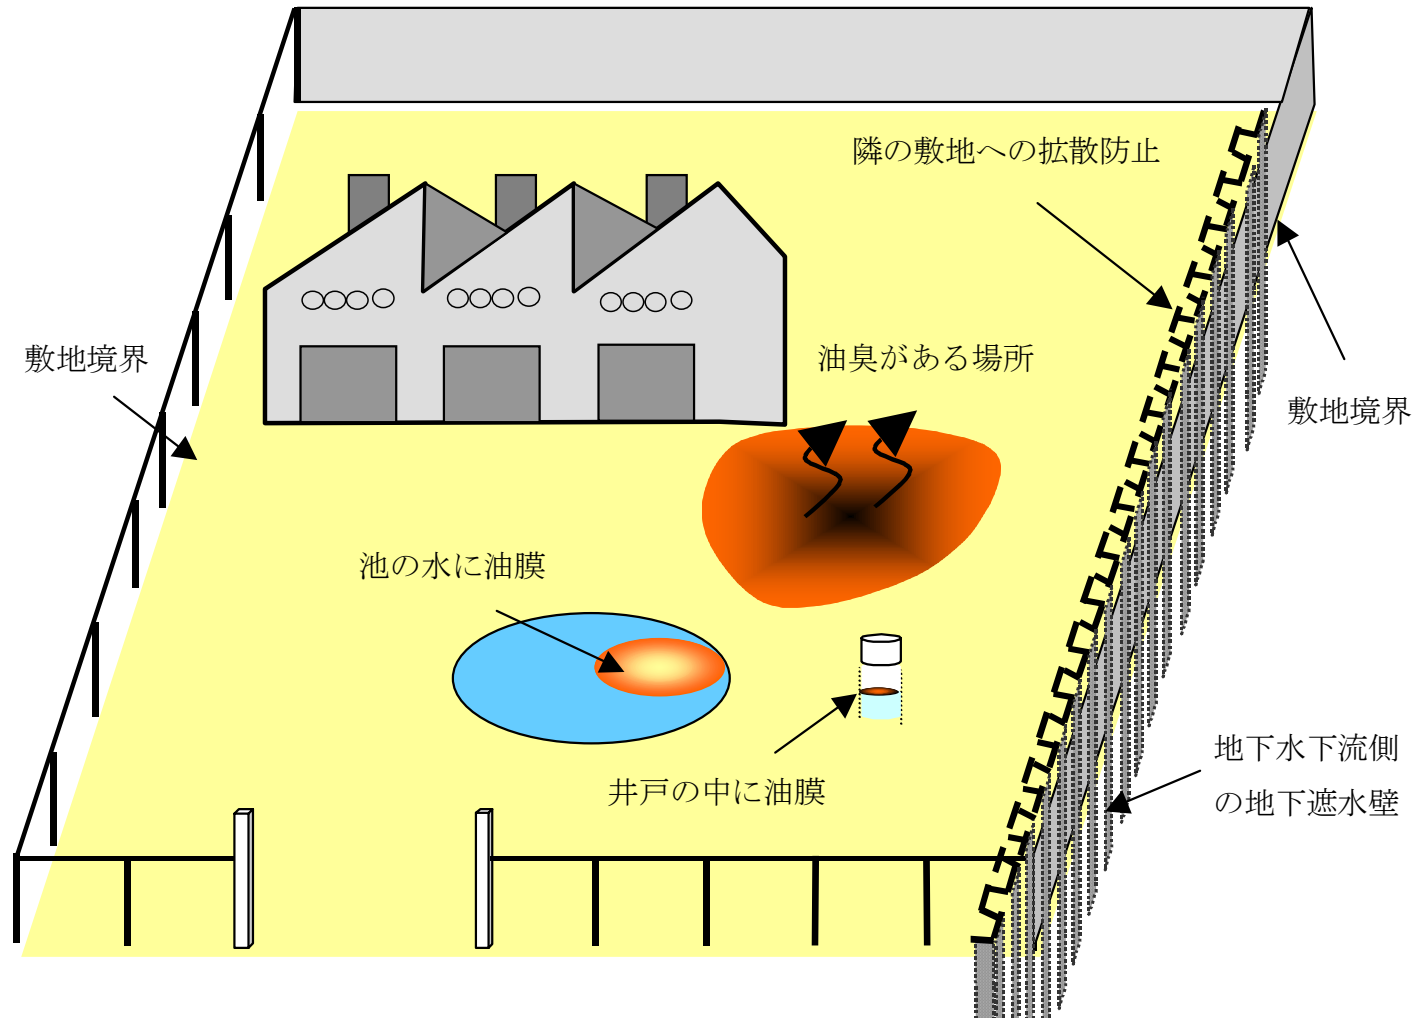 隣の敷地への拡散防止
敷地境界
油臭がある場所
敷地境界
池の水に油膜
井戸の中に油膜
地下水下流側
の地下遮水壁